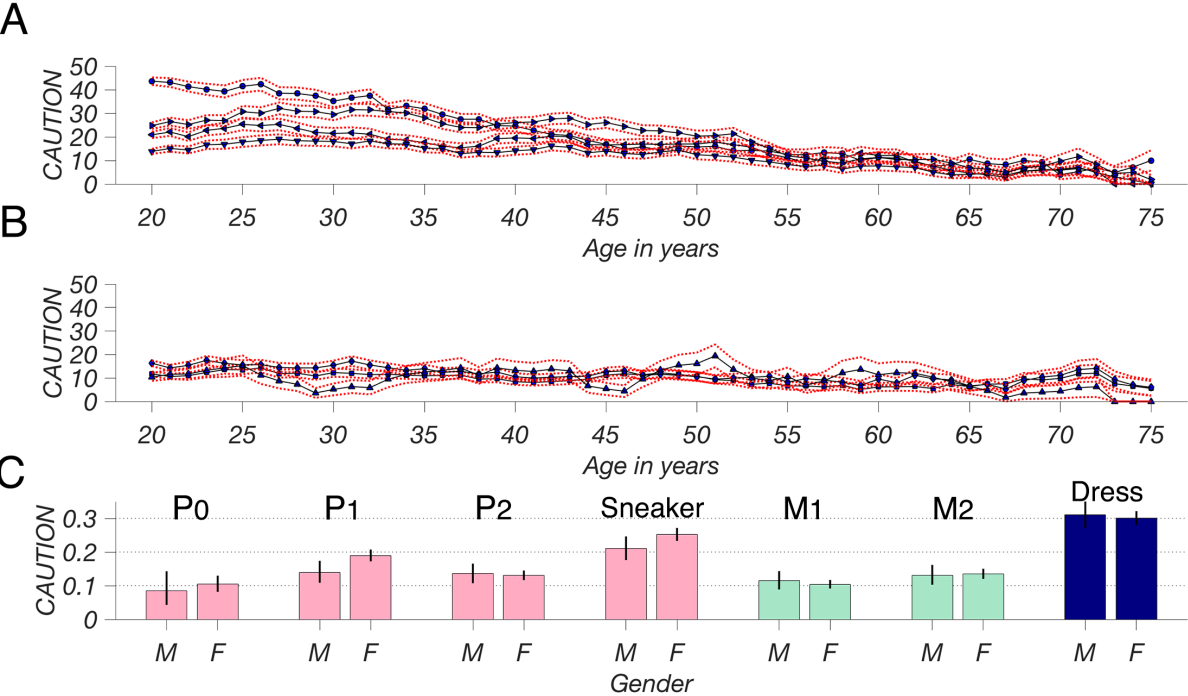 A
CAUTION
50
40
30
20
10
0
20 25 30 35 40 45 50 55 60 65 70 75
Age in years
B
CAUTION
50
40
30
20
10
0
20 25 30 35 40 45 50 55 60 65 70 75
Age in years
C
CAUTION
P0 P1 P2 Sneaker M1 M2 Dress
0.3
0.2
0.1
0
M F M F M F M F M F M F M F
Gender